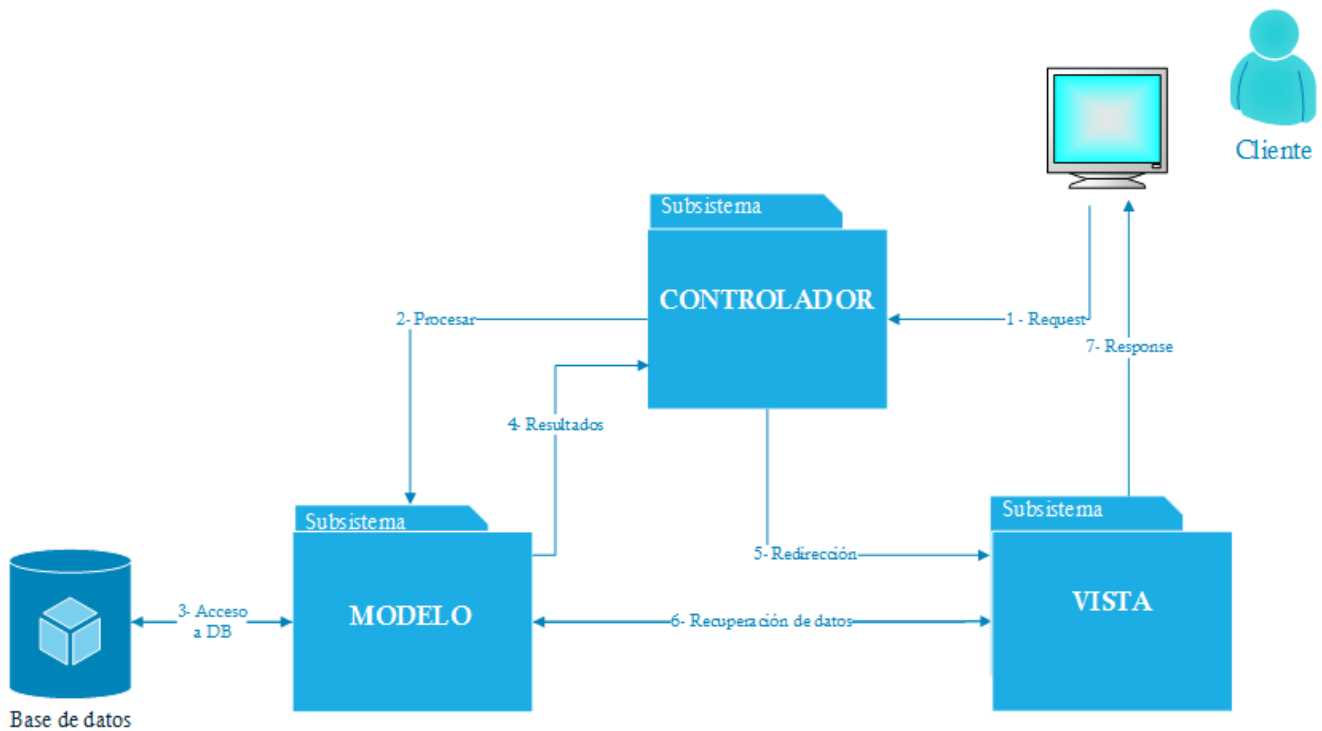 Cliente
Subsistema
CONTROLADOR
2- Procesar
1 - Request
7- Response
4- Resultados
Subsistema
Subsistema
5- Redirección
MODELO
VISTA
3- Acceso
a DB
6- Recuperación de datos
Base de datos